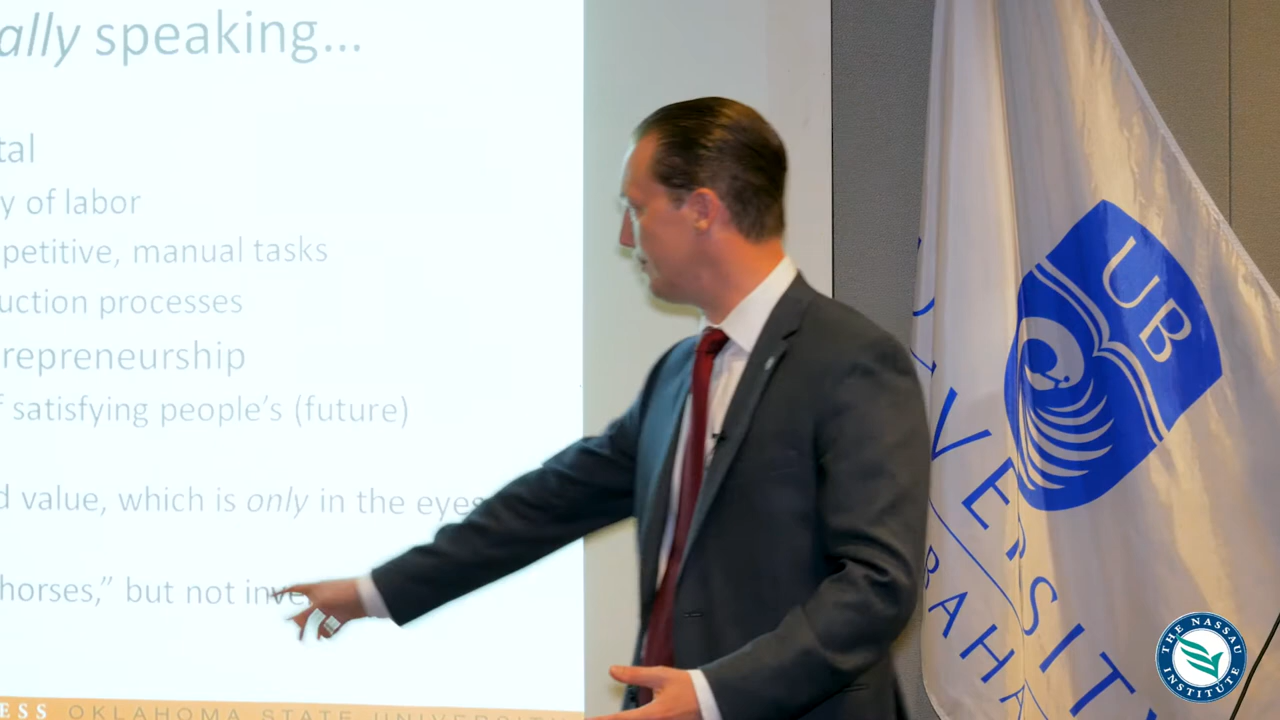 ally speaking...
tal
y of labor
petitive, manual tasks
uction processes
repreneurship
f satisfying people's (future)
d value, which is only in the eyes
horses," but not inve
ESS OKLAHOMA STATE UNIVERSITY
UB
IVERSITY
BAHA
THE NASSAU
INSTITUTE